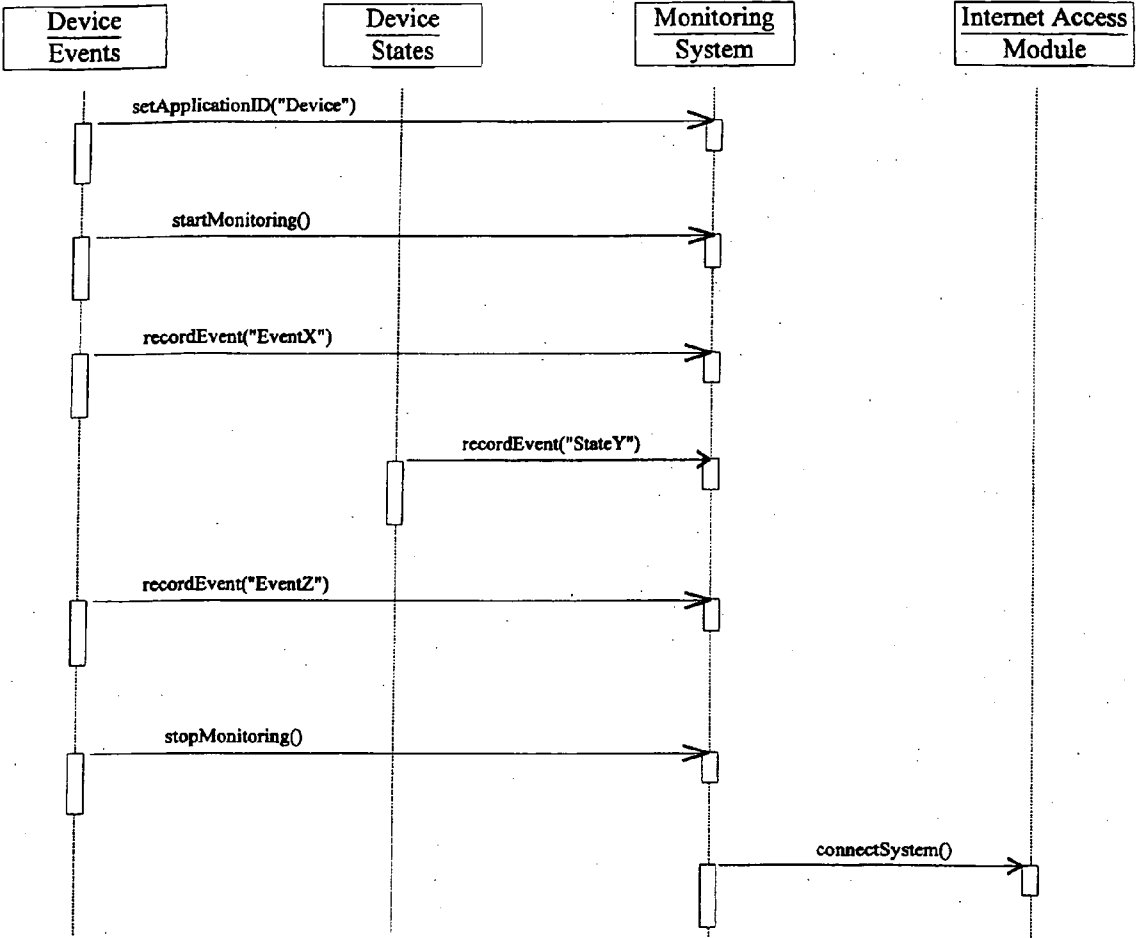 Device
Events
Device
States
Monitoring
System
Internet Access
Module
setApplicationID("Device")
startMonitoring()
recordEvent("EventX")
recordEvent("StateY")
recordEvent("EventZ")
stopMonitoring()
connectSystem()